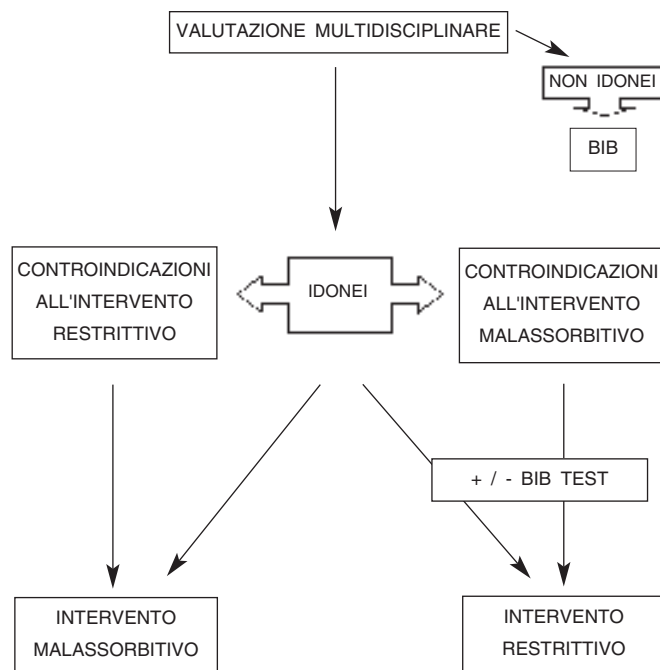 VALUTAZIONE MULTIDISCIPLINARE
NON IDONEI
BIB
CONTROINDICAZIONI
ALL'INTERVENTO
RESTRITTIVO
IDONEI
CONTROINDICAZIONI
ALL'INTERVENTO
MALASSORBITIVO
+ / - BIB TEST
INTERVENTO
MALASSORBITIVO
INTERVENTO
RESTRITTIVO